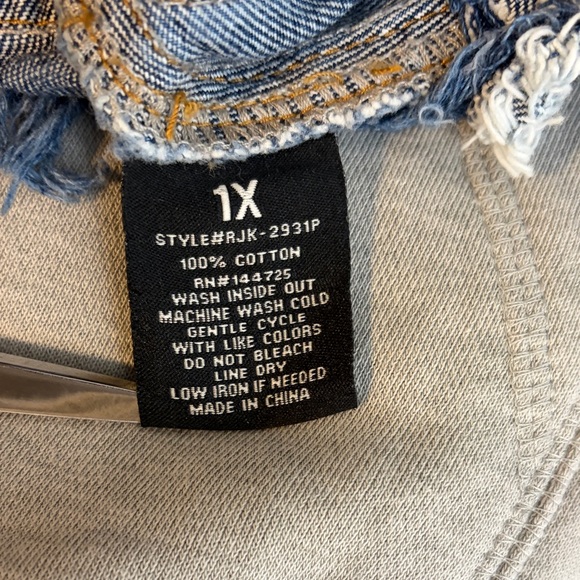 1X
STYLE#RJK-2931P
100% COTTON
RN#144725
WASH INSIDE OUT
MACHINE WASH COLD
GENTLE CYCLE
WITH LIKE COLORS
DO NOT BLEACH
LINE DRY
LOW IRON IF NEEDED
MADE IN CHINA